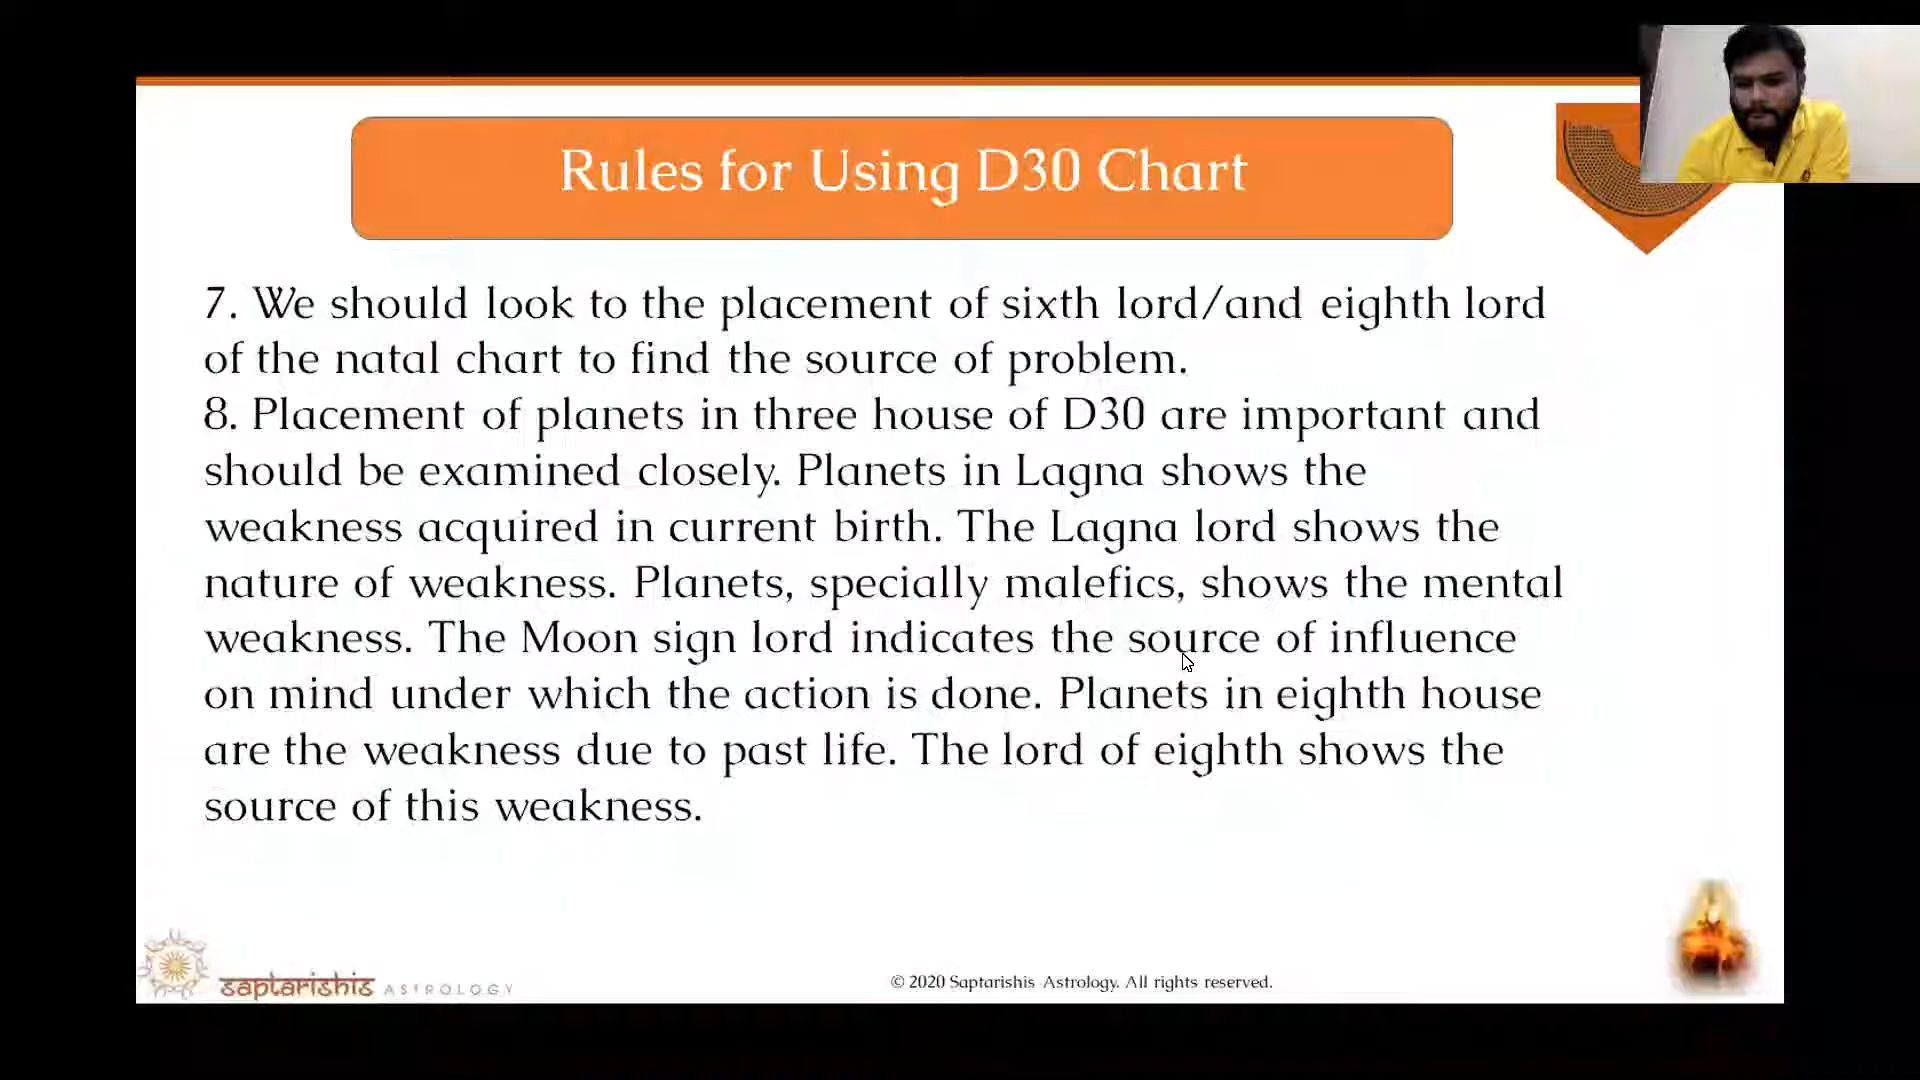 Rules for Using D30 Chart
7. We should look to the placement of sixth lord/and eighth lord
of the natal chart to find the source of problem.
8. Placement of planets in three house of D30 are important and
should be examined closely. Planets in Lagna shows the
weakness acquired in current birth. The Lagna lord shows the
nature of weakness. Planets, specially malefics, shows the mental
weakness. The Moon sign lord indicates the source of influence
on mind under which the action is done. Planets in eighth house
are the weakness due to past life. The lord of eighth shows the
source of this weakness.
saptarishis ASTROLOGY
© 2020 Saptarishis Astrology. All rights reserved.